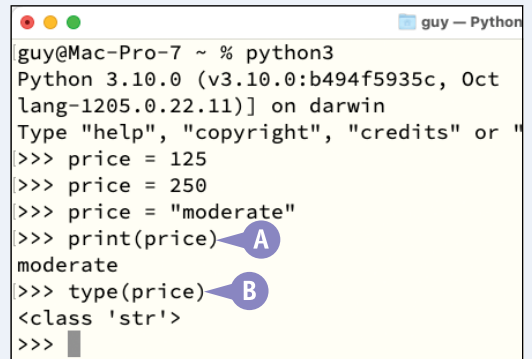 guy — Python
guy@Mac-Pro-7 ~ % python3
Python 3.10.0 (v3.10.0:b494f5935c, Oct
lang-1205.0.22.11)] on darwin
Type "help", "copyright", "credits" or "
>>> price = 125
>>> price = 250
>>> price = "moderate"
>>> print(price) A
moderate
>>> type(price) B
<class 'str'>
>>>